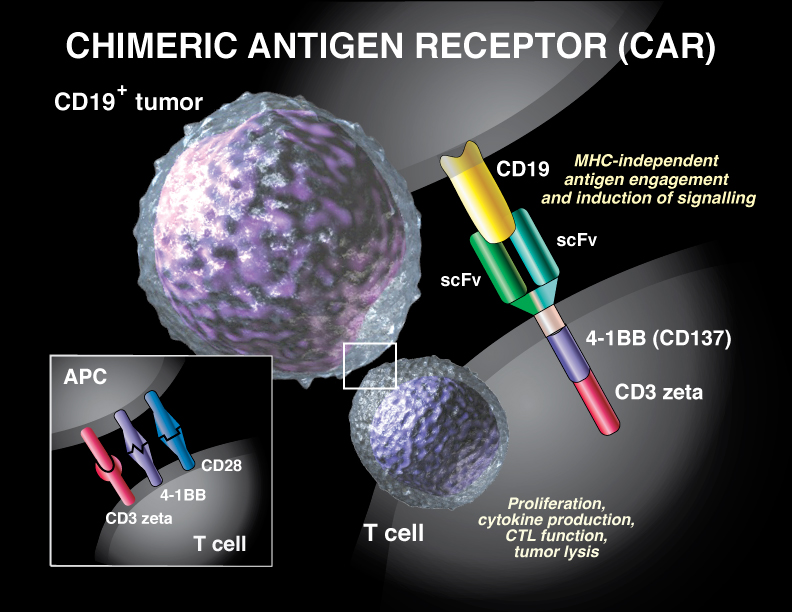 CHIMERIC ANTIGEN RECEPTOR (CAR)
CD19+ tumor
CD19
MHC-independent
antigen engagement
and induction of signalling
scFv
scFv
4-1BB (CD137)
CD3 zeta
APC
CD28
4-1BB
CD3 zeta
T cell
T cell
Proliferation,
cytokine production,
CTL function,
tumor lysis